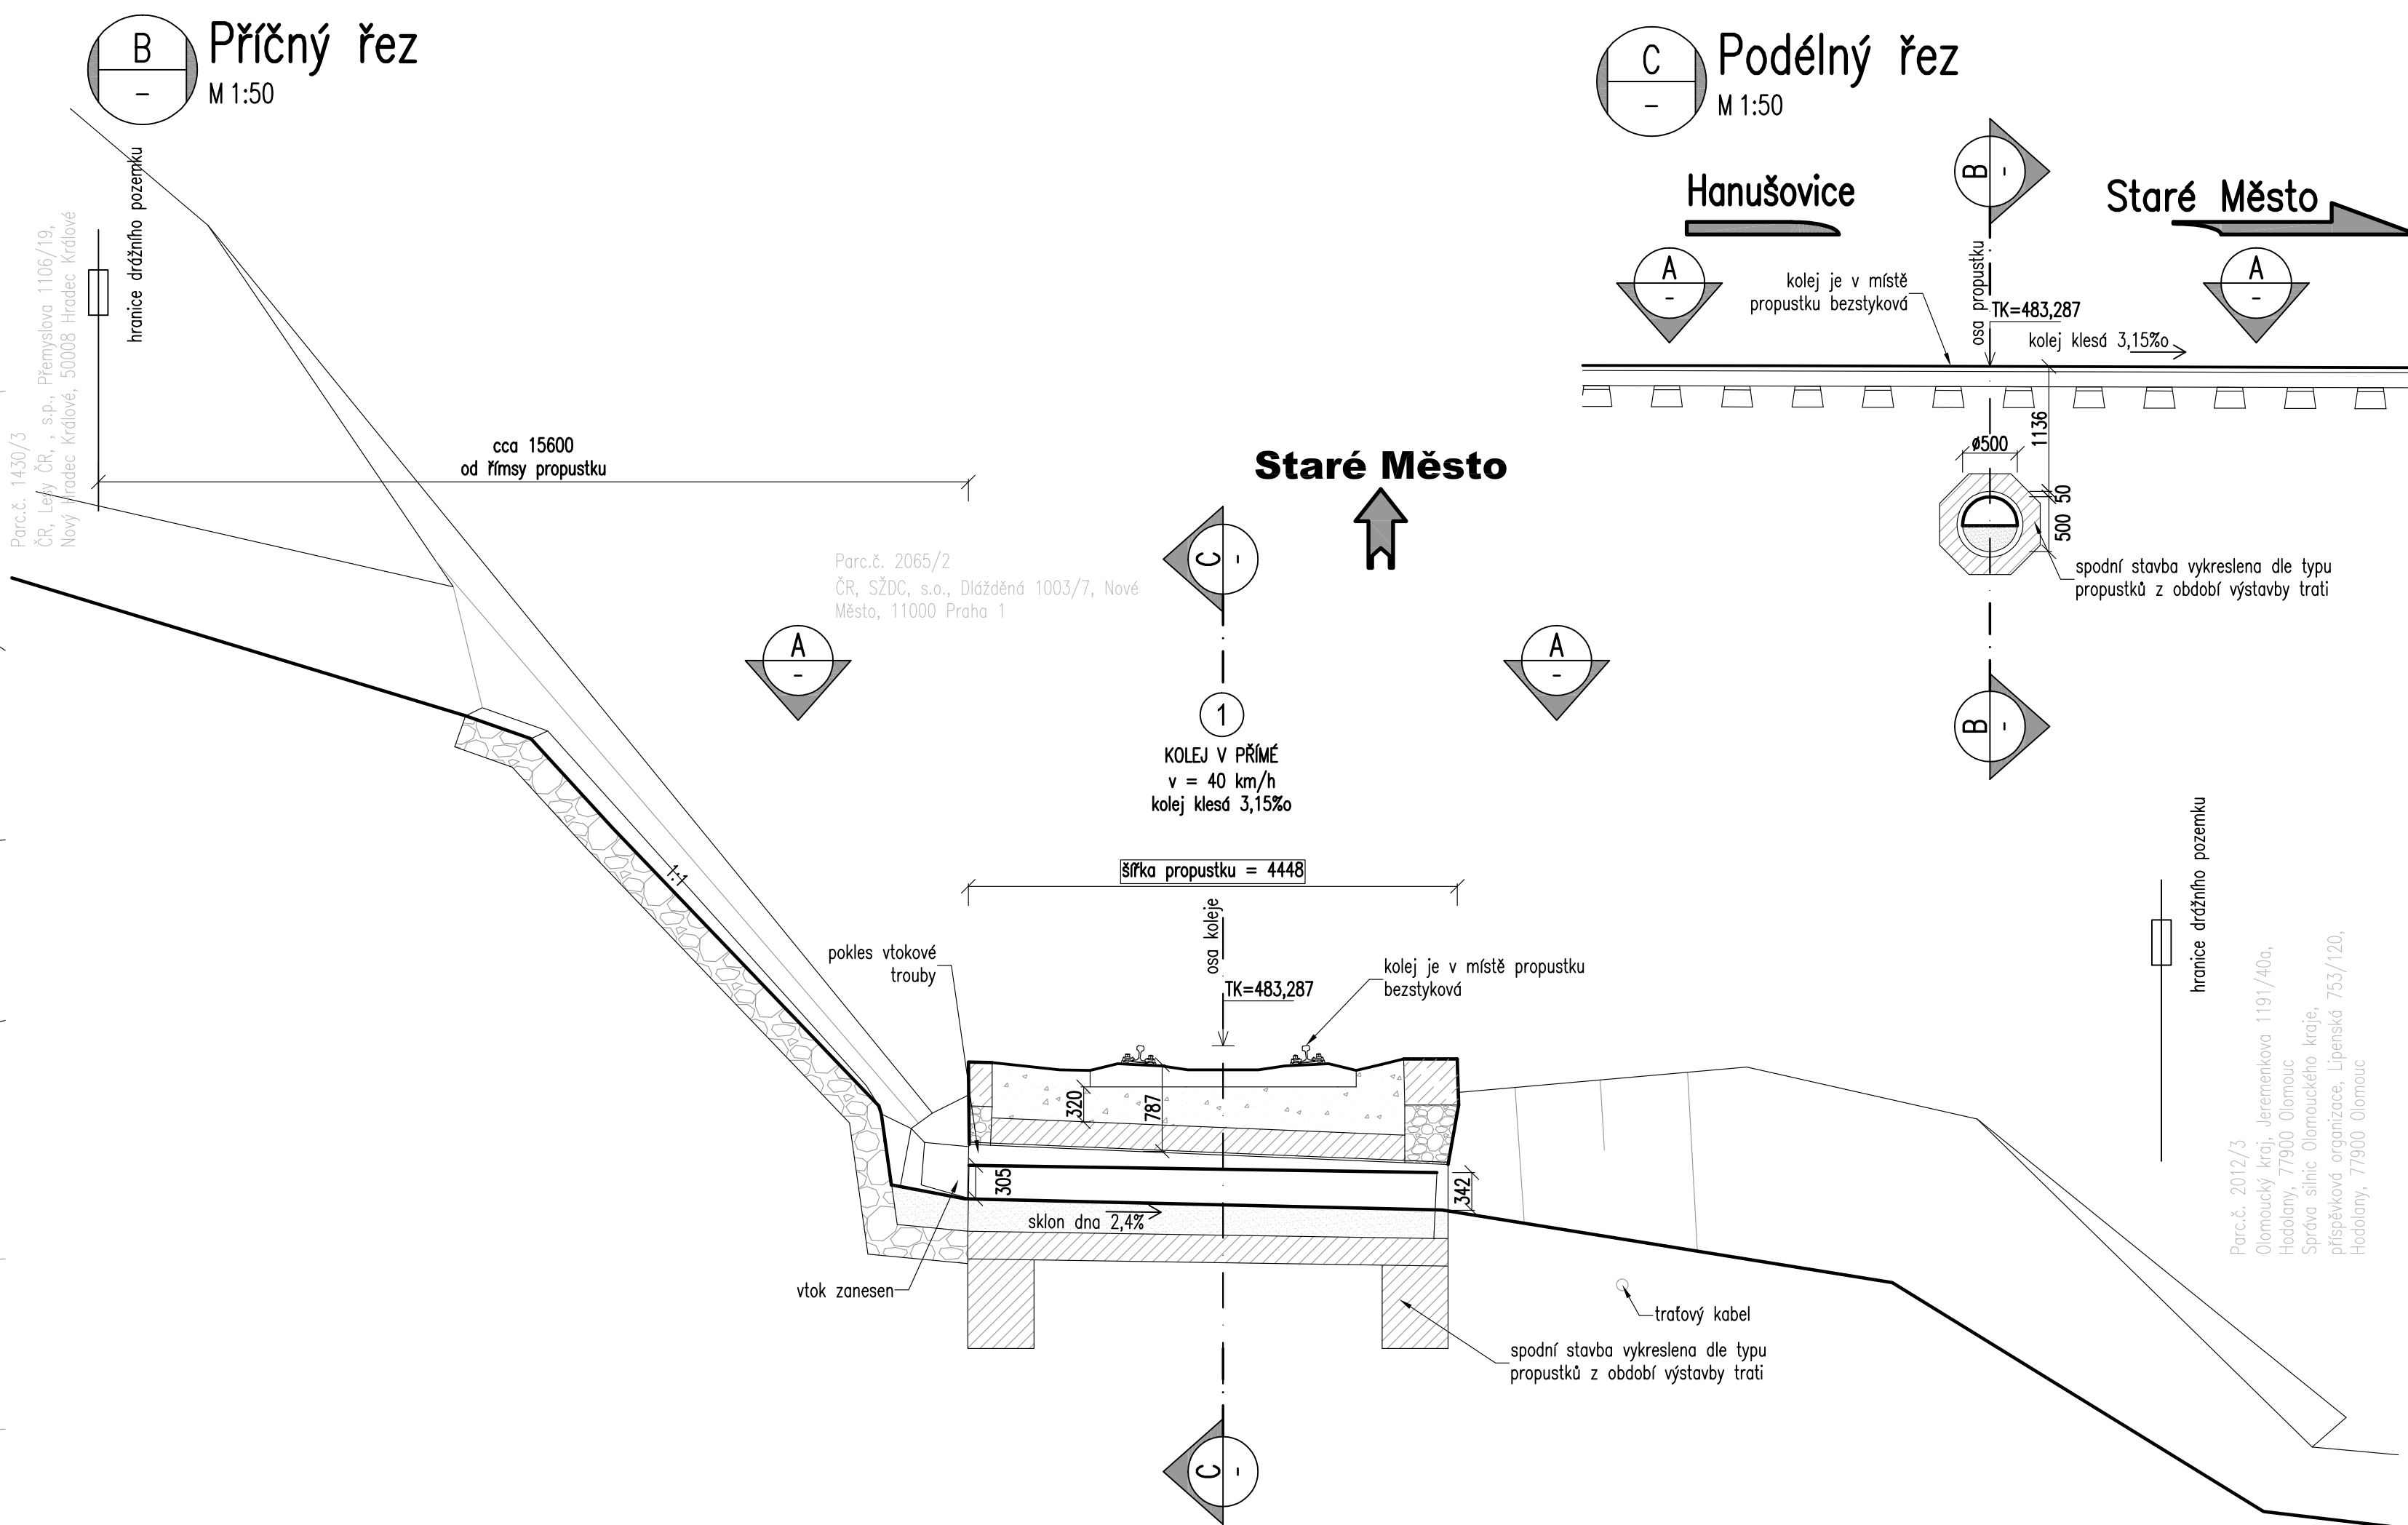 B
-
Příčný řez
M 1:50
C
-
Podélný řez
M 1:50
hranice drážního pozemku
Parc.č. 1430/3
ČR, Lesy ČR, , s.p., Přemyslova 1106/19,
Nový Hradec Králové, 50008 Hradec Králové
cca 15600
od římsy propustku
Parc.č. 2065/2
ČR, SŽDC, s.o., Dlážděná 1003/7, Nové
Město, 11000 Praha 1
Staré Město
C
-
A
-
A
-
1
KOLEJ V PŘÍMÉ
v = 40 km/h
kolej klesá 3,15%o
šířka propustku = 4448
osa koleje
TK=483,287
pokles vtokové
trouby
kolej je v místě propustku
bezstyková
1:1
320
787
305
342
sklon dna 2,4%
vtok zanesen
traťový kabel
spodní stavba vykreslena dle typu
propustků z období výstavby trati
C
-
B
-
Hanušovice
Staré Město
A
-
A
-
kolej je v místě
propustku bezstyková
osa propustku
TK=483,287
kolej klesá 3,15%o
1136
ø500
50
500
spodní stavba vykreslena dle typu
propustků z období výstavby trati
B
-
hranice drážního pozemku
Parc.č. 2012/3
Olomoucký kraj, Jeremenkova 1191/40a,
Hodolany, 77900 Olomouc
Správa silnic Olomouckého kraje,
příspěvková organizace, Lipenská 753/120,
Hodolany, 77900 Olomouc